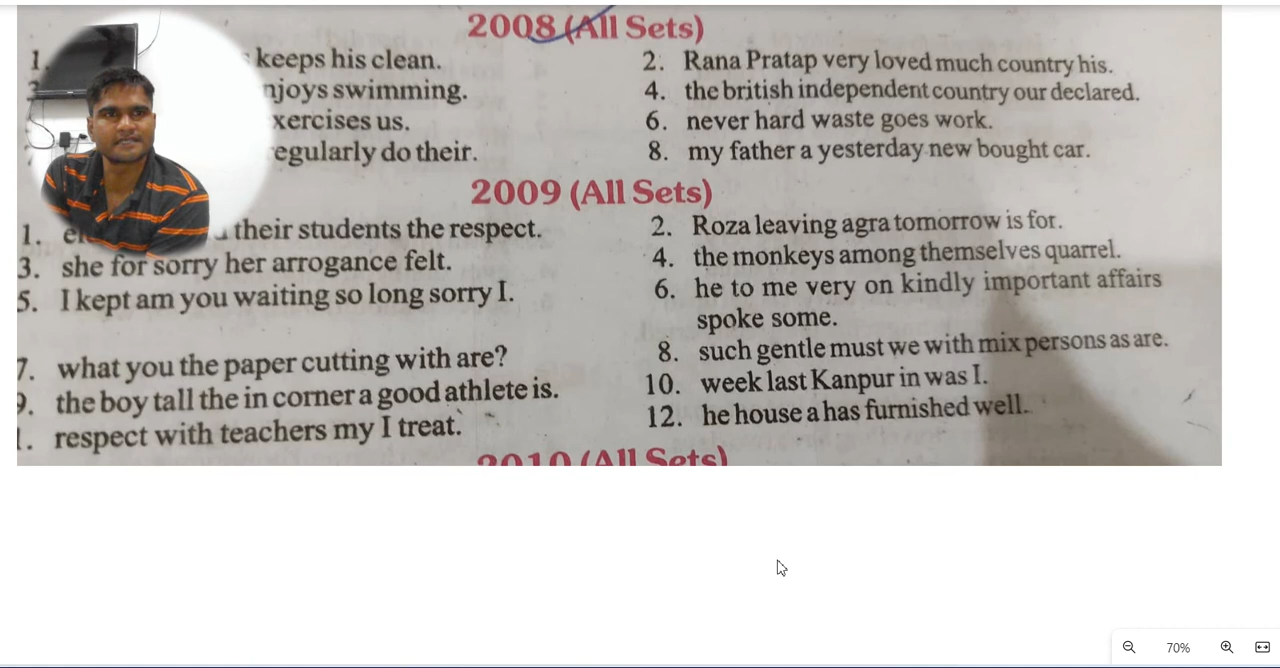 2008 (All Sets)
1. keeps his clean.
2. Rana Pratap very loved much country his.
njoys swimming.
4. the british independent country our declared.
xercises us.
6. never hard waste goes work.
egularly do their.
8. my father a yesterday new bought car.
2009 (All Sets)
1. their students the respect.
2. Roza leaving agra tomorrow is for.
3. she for sorry her arrogance felt.
4. the monkeys among themselves quarrel.
5. I kept am you waiting so long sorry I.
6. he to me very on kindly important affairs
spoke some.
7. what you the paper cutting with are?
8. such gentle must we with mix persons as are.
9. the boy tall the in corner a good athlete is.
10. week last Kanpur in was I.
1. respect with teachers my I treat.
12. he house a has furnished well.
2010 (All Sets)
70%